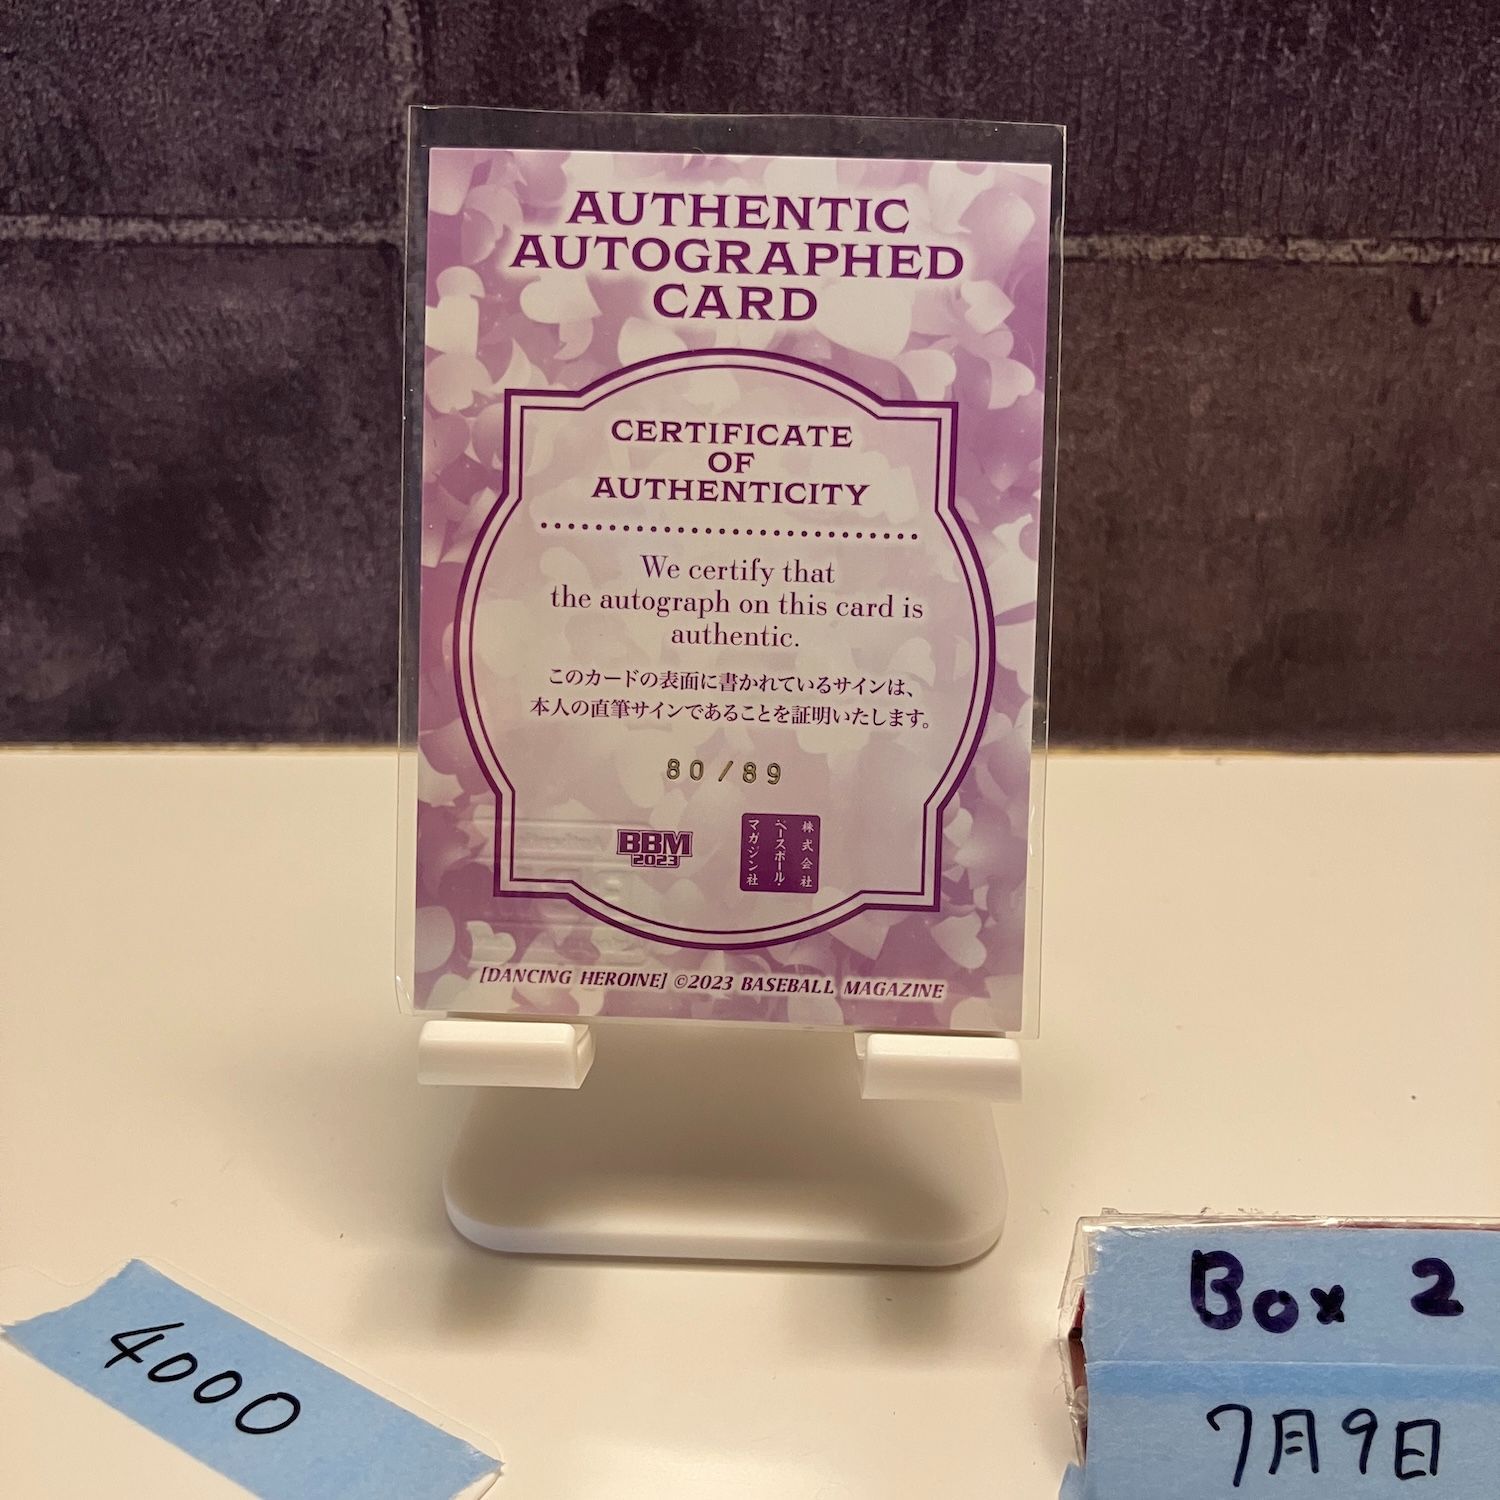 AUTHENTIC
AUTOGRAPHED
CARD
CERTIFICATE
OF
AUTHENTICITY
We certify that
the autograph on this card is
authentic.
このカードの表面に書かれているサインは、
本人の直筆サインであることを証明いたします。
80/89
BBM
2023
株式会社
ベースボール・
マガジン社
[DANCING HEROINE] ©2023 BASEBALL MAGAZINE
4000
Box 2
7月9日